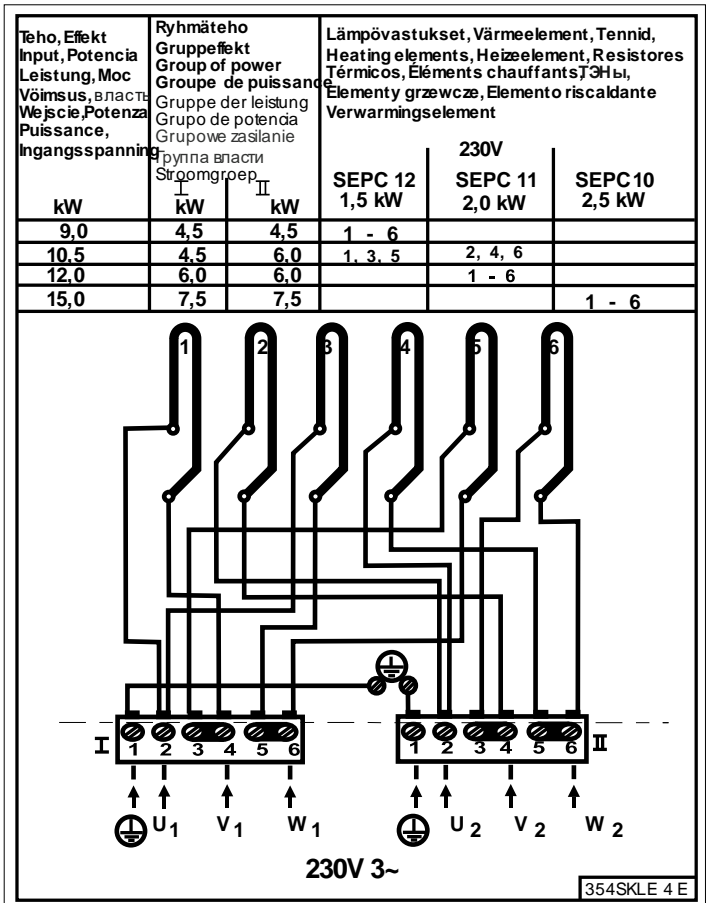 Teho, Effekt
Input, Potencia
Leistung, Moc
Vöimsus, власть
Wejscie, Potenza
Puissance,
Ingangsspanning
kW
Ryhmäteho
Gruppeffekt
Group of power
Groupe de puissance
Gruppe der leistung
Grupo de potencia
Grupowe zasilanie
Группа власти
Stroomgroep
I II
kW kW
Lämpövastukset, Värmeelement, Tennid,
Heating elements, Heizeelement, Resistores
Térmicos, Éléments chauffants, ТЭНы,
Elementy grzewcze, Elemento riscaldante
Verwarmingselement
230V
SEPC 12 SEPC 11 SEPC 10
1,5 kW 2,0 kW 2,5 kW
9,0 4,5 4,5 1 - 6
10,5 4,5 6,0 1, 3, 5 2, 4, 6
12,0 6,0 6,0 1 - 6
15,0 7,5 7,5 1 - 6
1 2 3 4 5 6
I 1 2 3 4 5 6 1 2 3 4 5 6 II
U1 V1 W1 U2 V2 W2
230V 3~
354SKLE 4 E